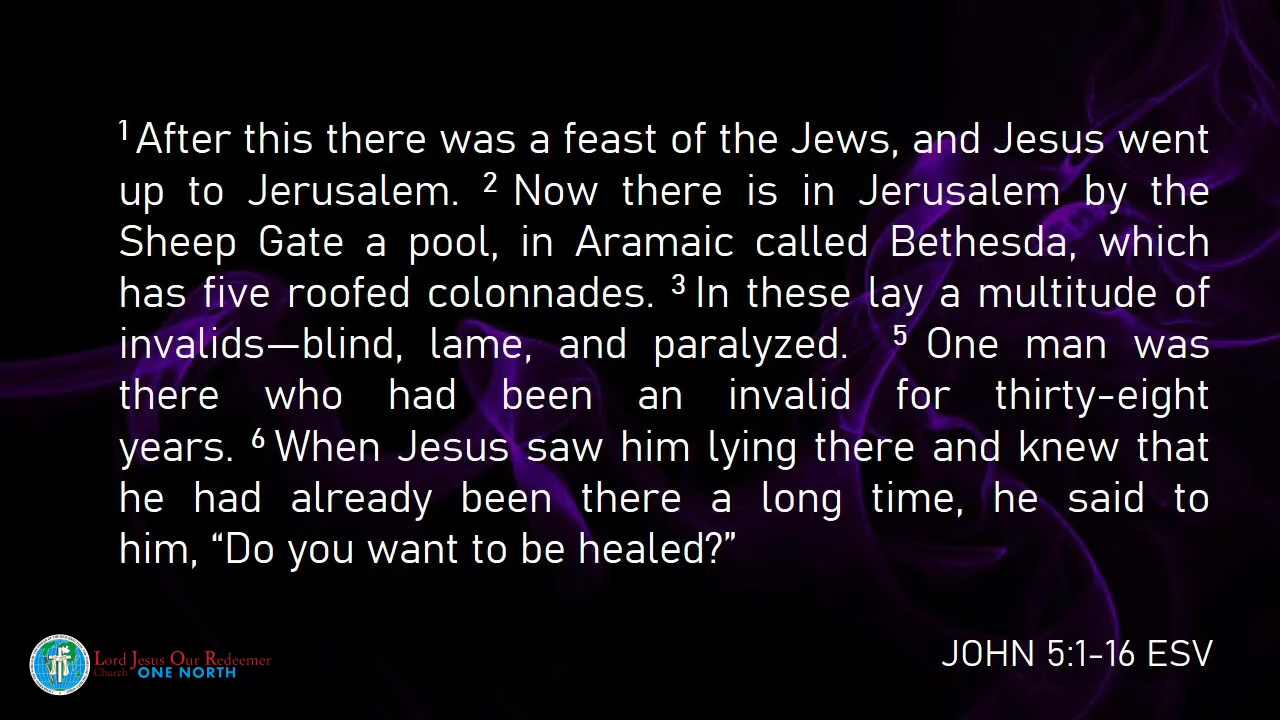 ¹ After this there was a feast of the Jews, and Jesus went
up to Jerusalem. ² Now there is in Jerusalem by the
Sheep Gate a pool, in Aramaic called Bethesda, which
has five roofed colonnades. ³ In these lay a multitude of
invalids—blind, lame, and paralyzed. ⁵ One man was
there who had been an invalid for thirty-eight
years. ⁶ When Jesus saw him lying there and knew that
he had already been there a long time, he said to
him, “Do you want to be healed?”
Lord Jesus Our Redeemer
Church ONE NORTH
JOHN 5:1-16 ESV